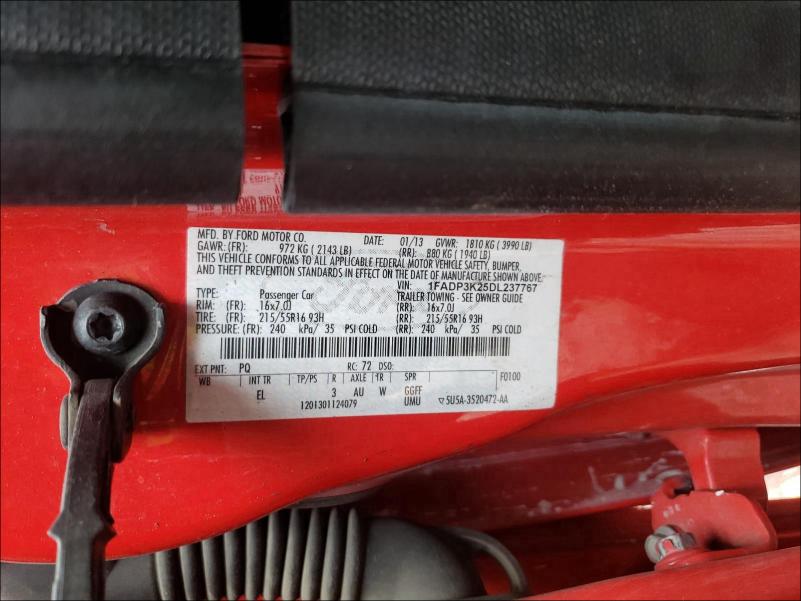 MFD. BY FORD MOTOR CO. DATE: 01/13 GVWR: 1810 KG ( 3990 LB)
GAWR: (FR): 972 KG ( 2143 LB) (RR): 880 KG ( 1940 LB)
THIS VEHICLE CONFORMS TO ALL APPLICABLE FEDERAL MOTOR VEHICLE SAFETY, BUMPER,
AND THEFT PREVENTION STANDARDS IN EFFECT ON THE DATE OF MANUFACTURE SHOWN ABOVE.
VIN: 1FADP3K25DL237767
TYPE: Passenger Car TRAILER TOWING - SEE OWNER GUIDE
RIM: (FR): 16x7.0J (RR): 16x7.0J
TIRE: (FR): 215/55R16 93H (RR): 215/55R16 93H
PRESSURE: (FR): 240 kPa/ 35 PSI COLD (RR): 240 kPa/ 35 PSI COLD
EXT PNT: PQ RC: 72 DSO:
WB INT TR TP/PS R AXLE TR SPR F0100
EL 3 AU W GGFF
1201301124079 UMU ▽5U5A-3520472-AA